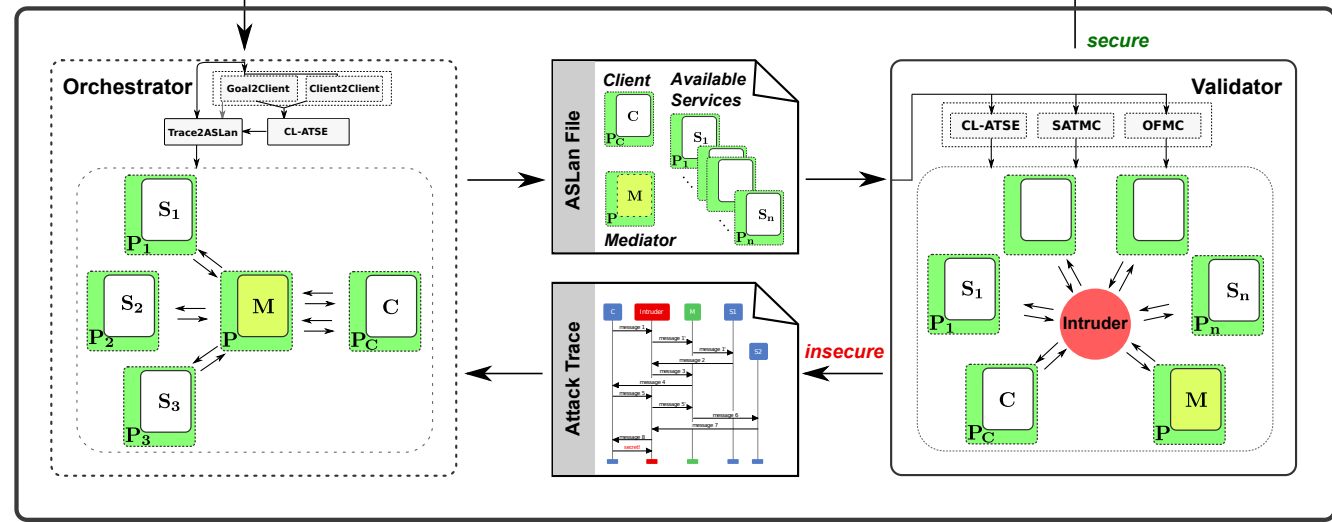 secure
Orchestrator
Goal2Client
Client2Client
Trace2ASLan
CL-ATSE
S1
P1
S2
P2
M
P
C
PC
S3
P3
ASLan File
Client
C
PC
Available
Services
S1
P1
M
P
Mediator
Sn
Pn
Attack Trace
C
Intruder
M
S1
S2
message 1
message 1'
message 1'
message 2
message 3
message 4
message 5
message 5'
message 6
message 7
message 8
secret!
insecure
Validator
CL-ATSE
SATMC
OFMC
S1
P1
Sn
Pn
Intruder
C
PC
M
P